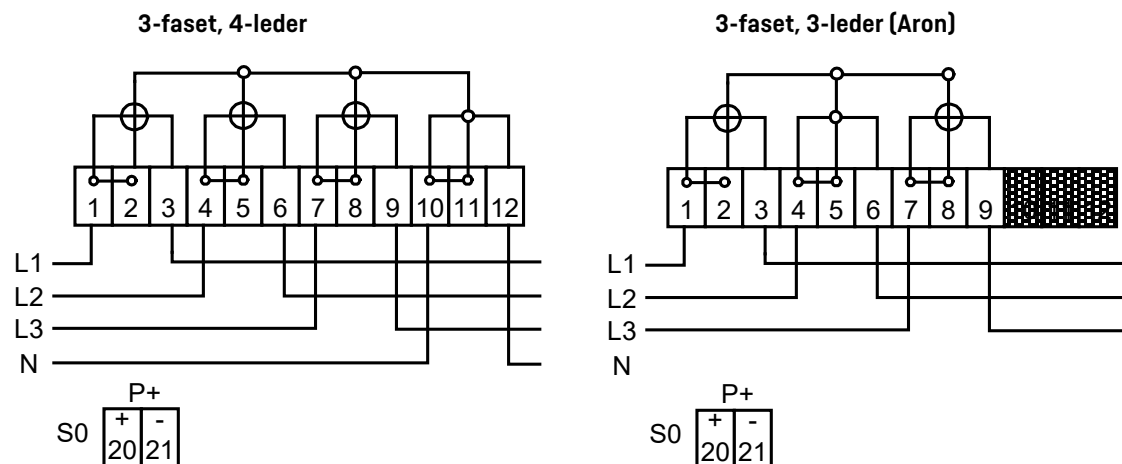 3-faset, 4-leder
1 2 3 4 5 6 7 8 9 10 11 12
L1
L2
L3
N
P+
S0 + -
20 21
3-faset, 3-leder (Aron)
1 2 3 4 5 6 7 8 9
L1
L2
L3
N
P+
S0 + -
20 21